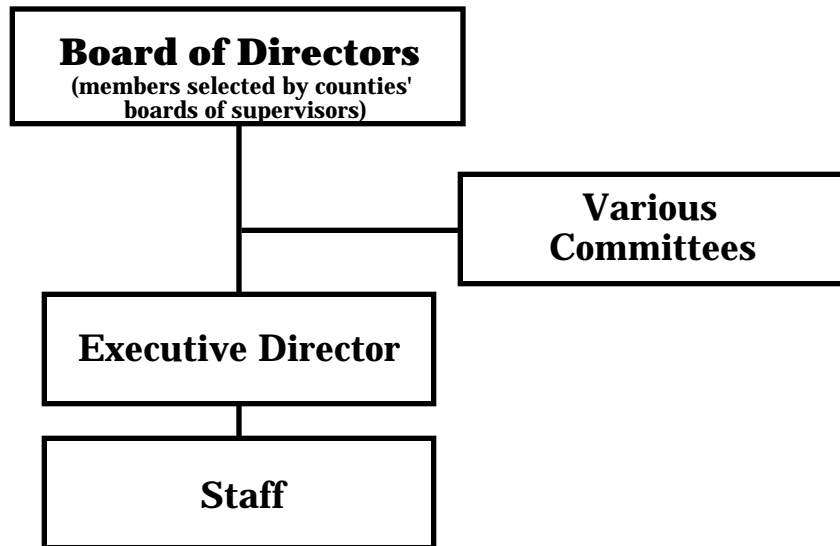 Board of Directors
(members selected by counties'
boards of supervisors)
Various
Committees
Executive Director
Staff